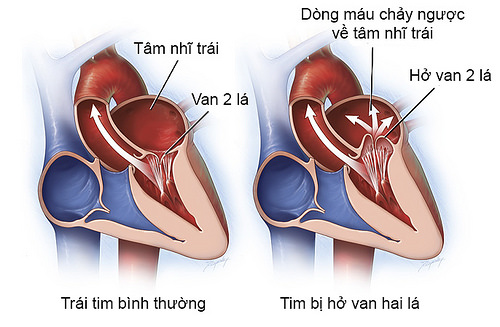 Tâm nhĩ trái
Van 2 lá
Dòng máu chảy ngược
về tâm nhĩ trái
Hở van 2 lá
Trái tim bình thường
Tim bị hở van hai lá